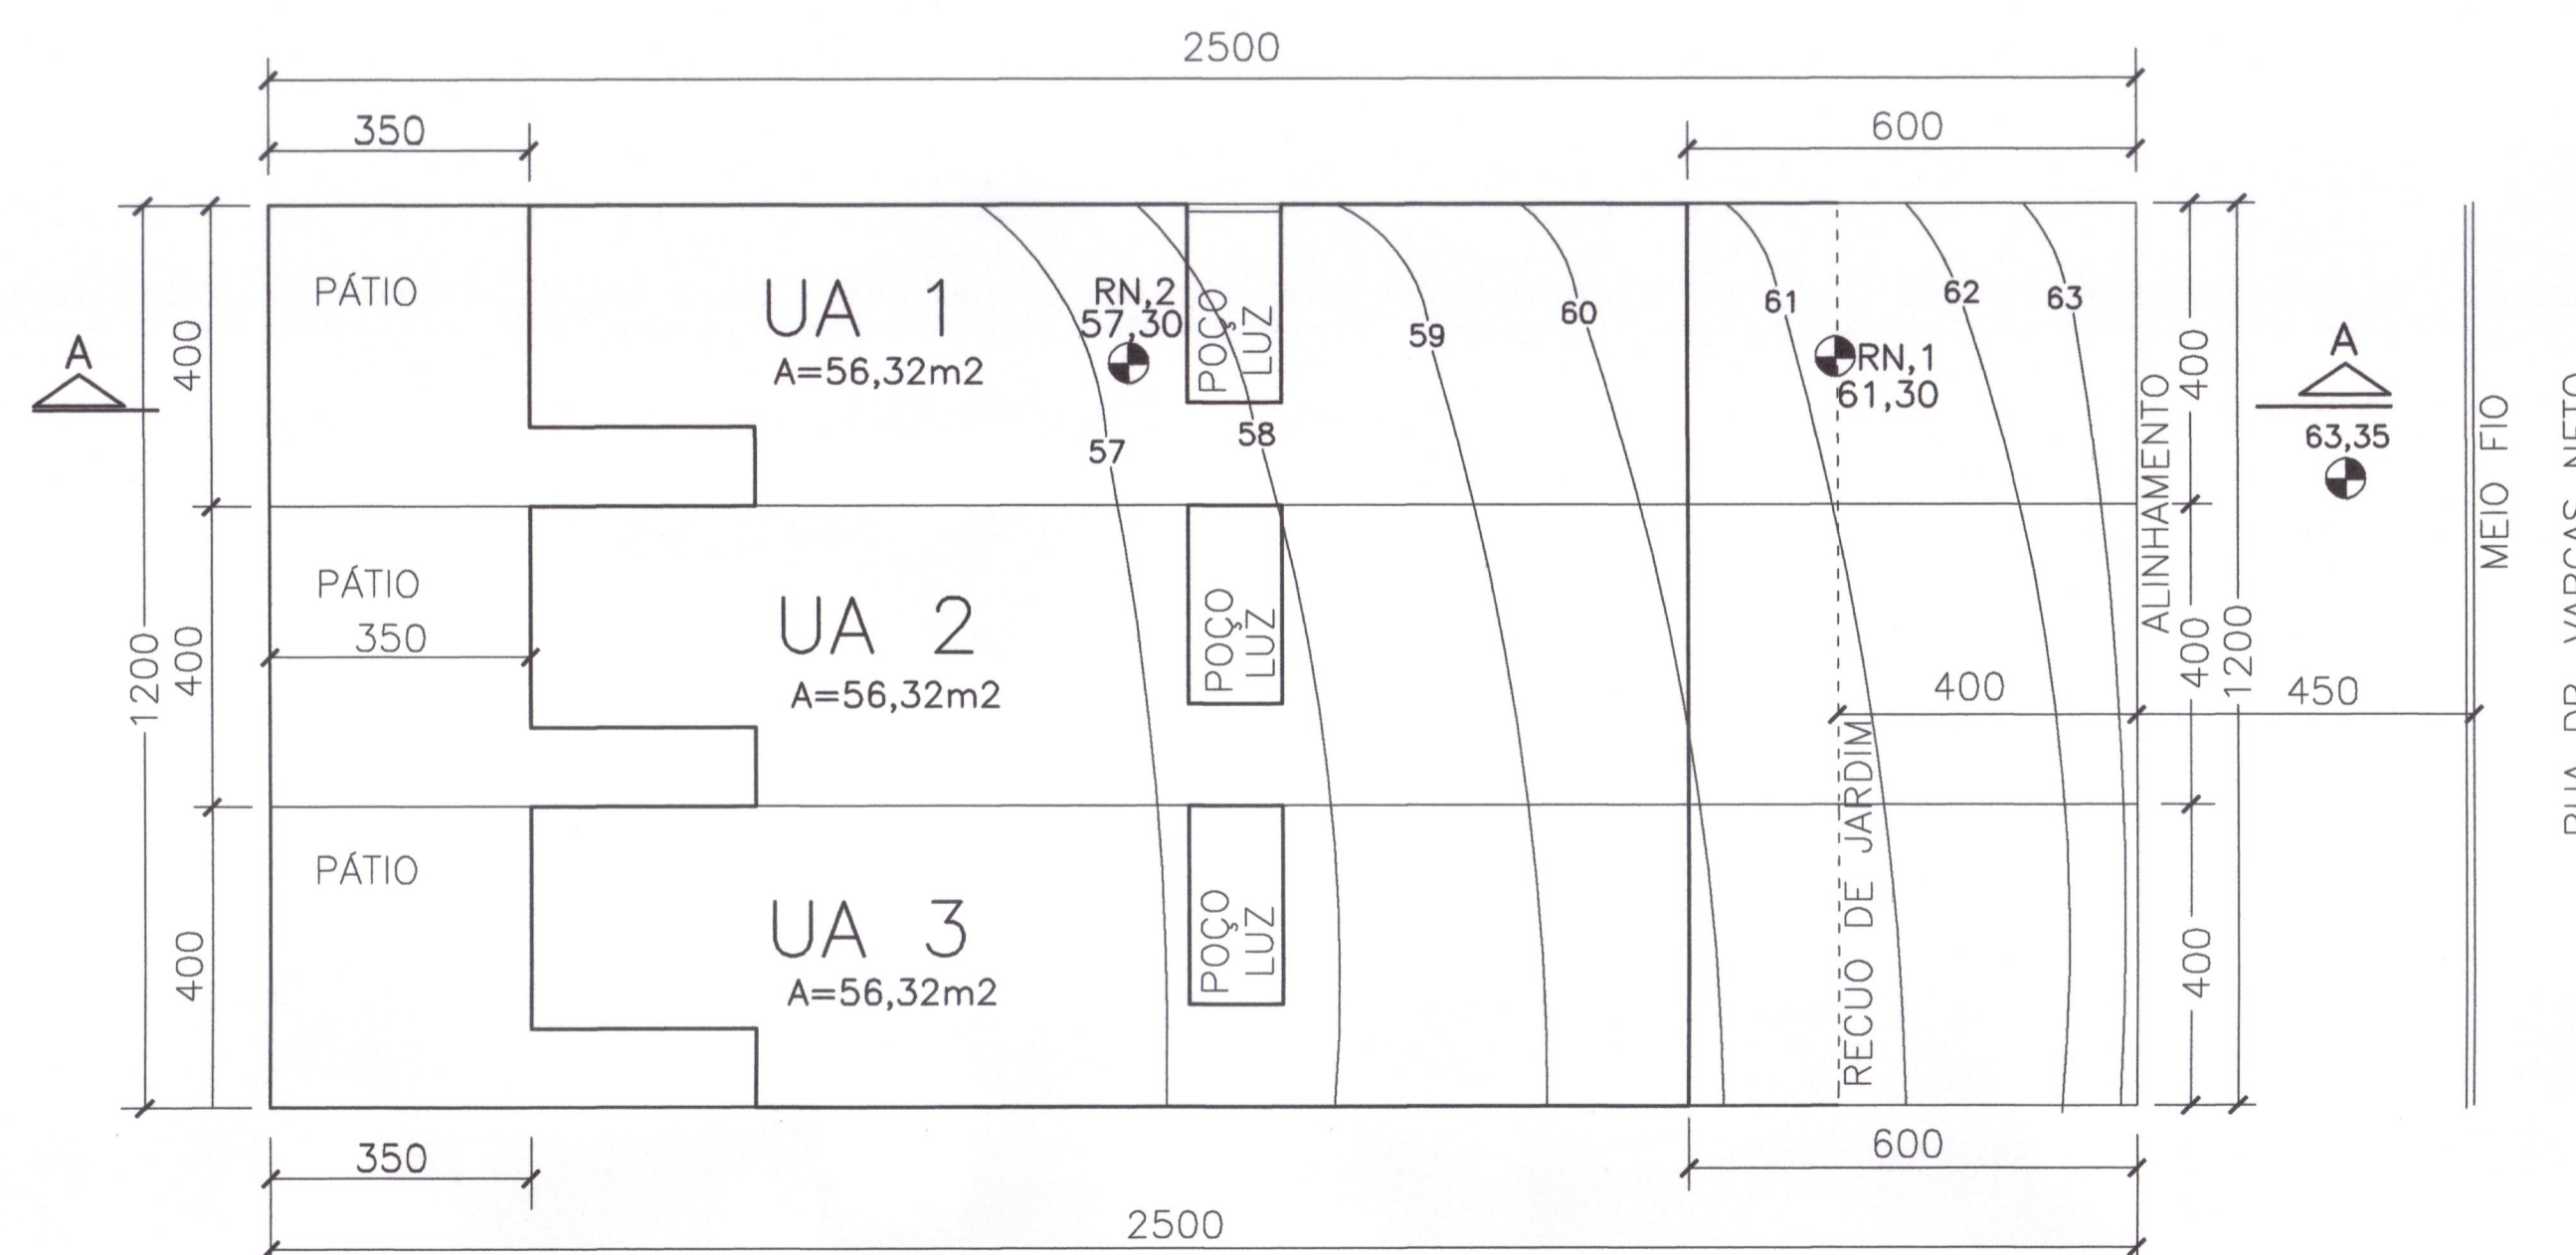 2500
350
600
PÁTIO
UA 1
A=56,32m2
RN,2
57,30
POÇO
LUZ
57
58
59
60
61
62
63
RN,1
61,30
A
A
63,35
400
400
ALINHAMENTO
MEIO FIO
PÁTIO
350
UA 2
A=56,32m2
POÇO
LUZ
400
450
1200
400
400
1200
RECUO DE JARDIM
PÁTIO
UA 3
A=56,32m2
POÇO
LUZ
400
400
350
600
2500